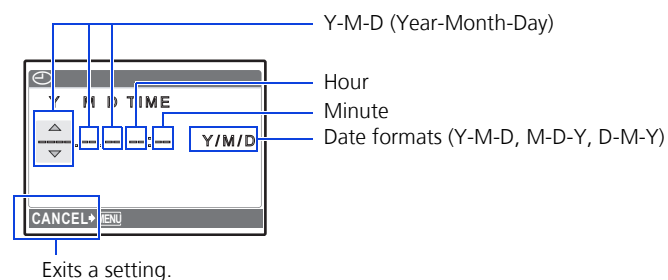 Y-M-D (Year-Month-Day)
Hour
Minute
Date formats (Y-M-D, M-D-Y, D-M-Y)
Y M D TIME
Y/M/D
CANCEL MENU
Exits a setting.